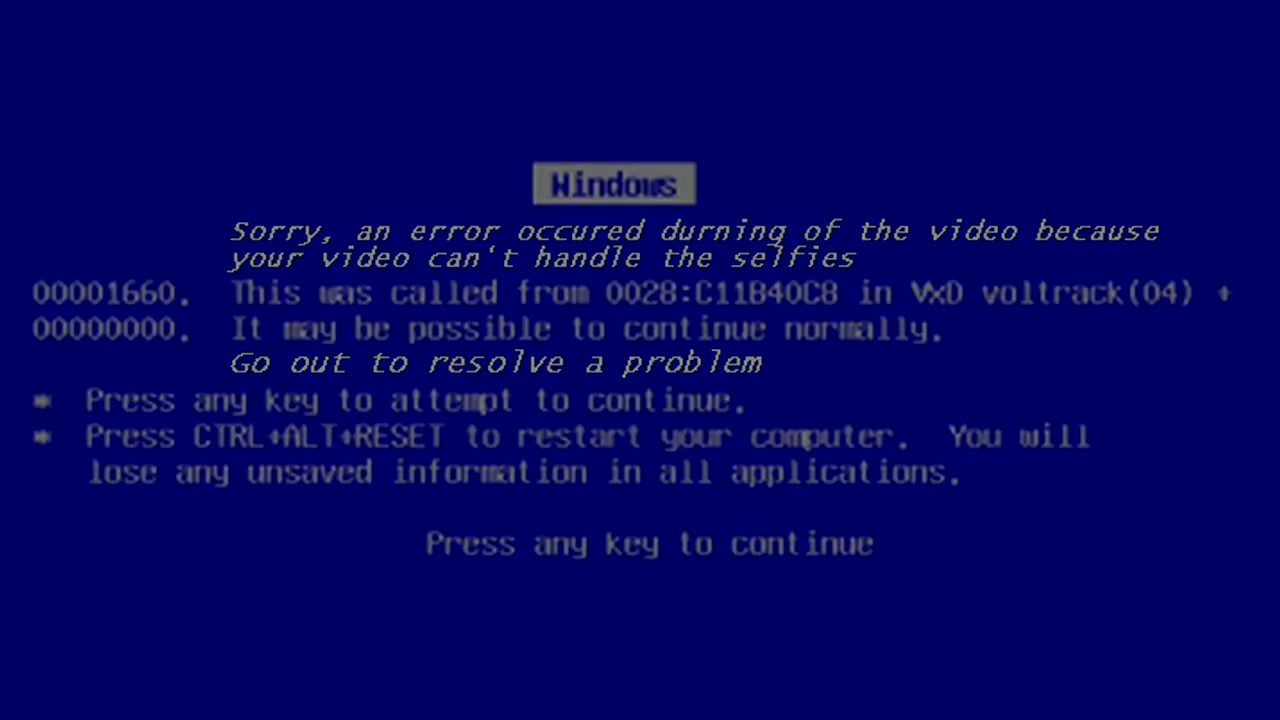 Windows
Sorry, an error occured durning of the video because
your video can't handle the selfies
00001660. This was called from 0028:C11B40C8 in VxD voltrack(04) +
00000000. It may be possible to continue normally.
Go out to resolve a problem
* Press any key to attempt to continue.
* Press CTRL+ALT+RESET to restart your computer. You will
lose any unsaved information in all applications.
Press any key to continue